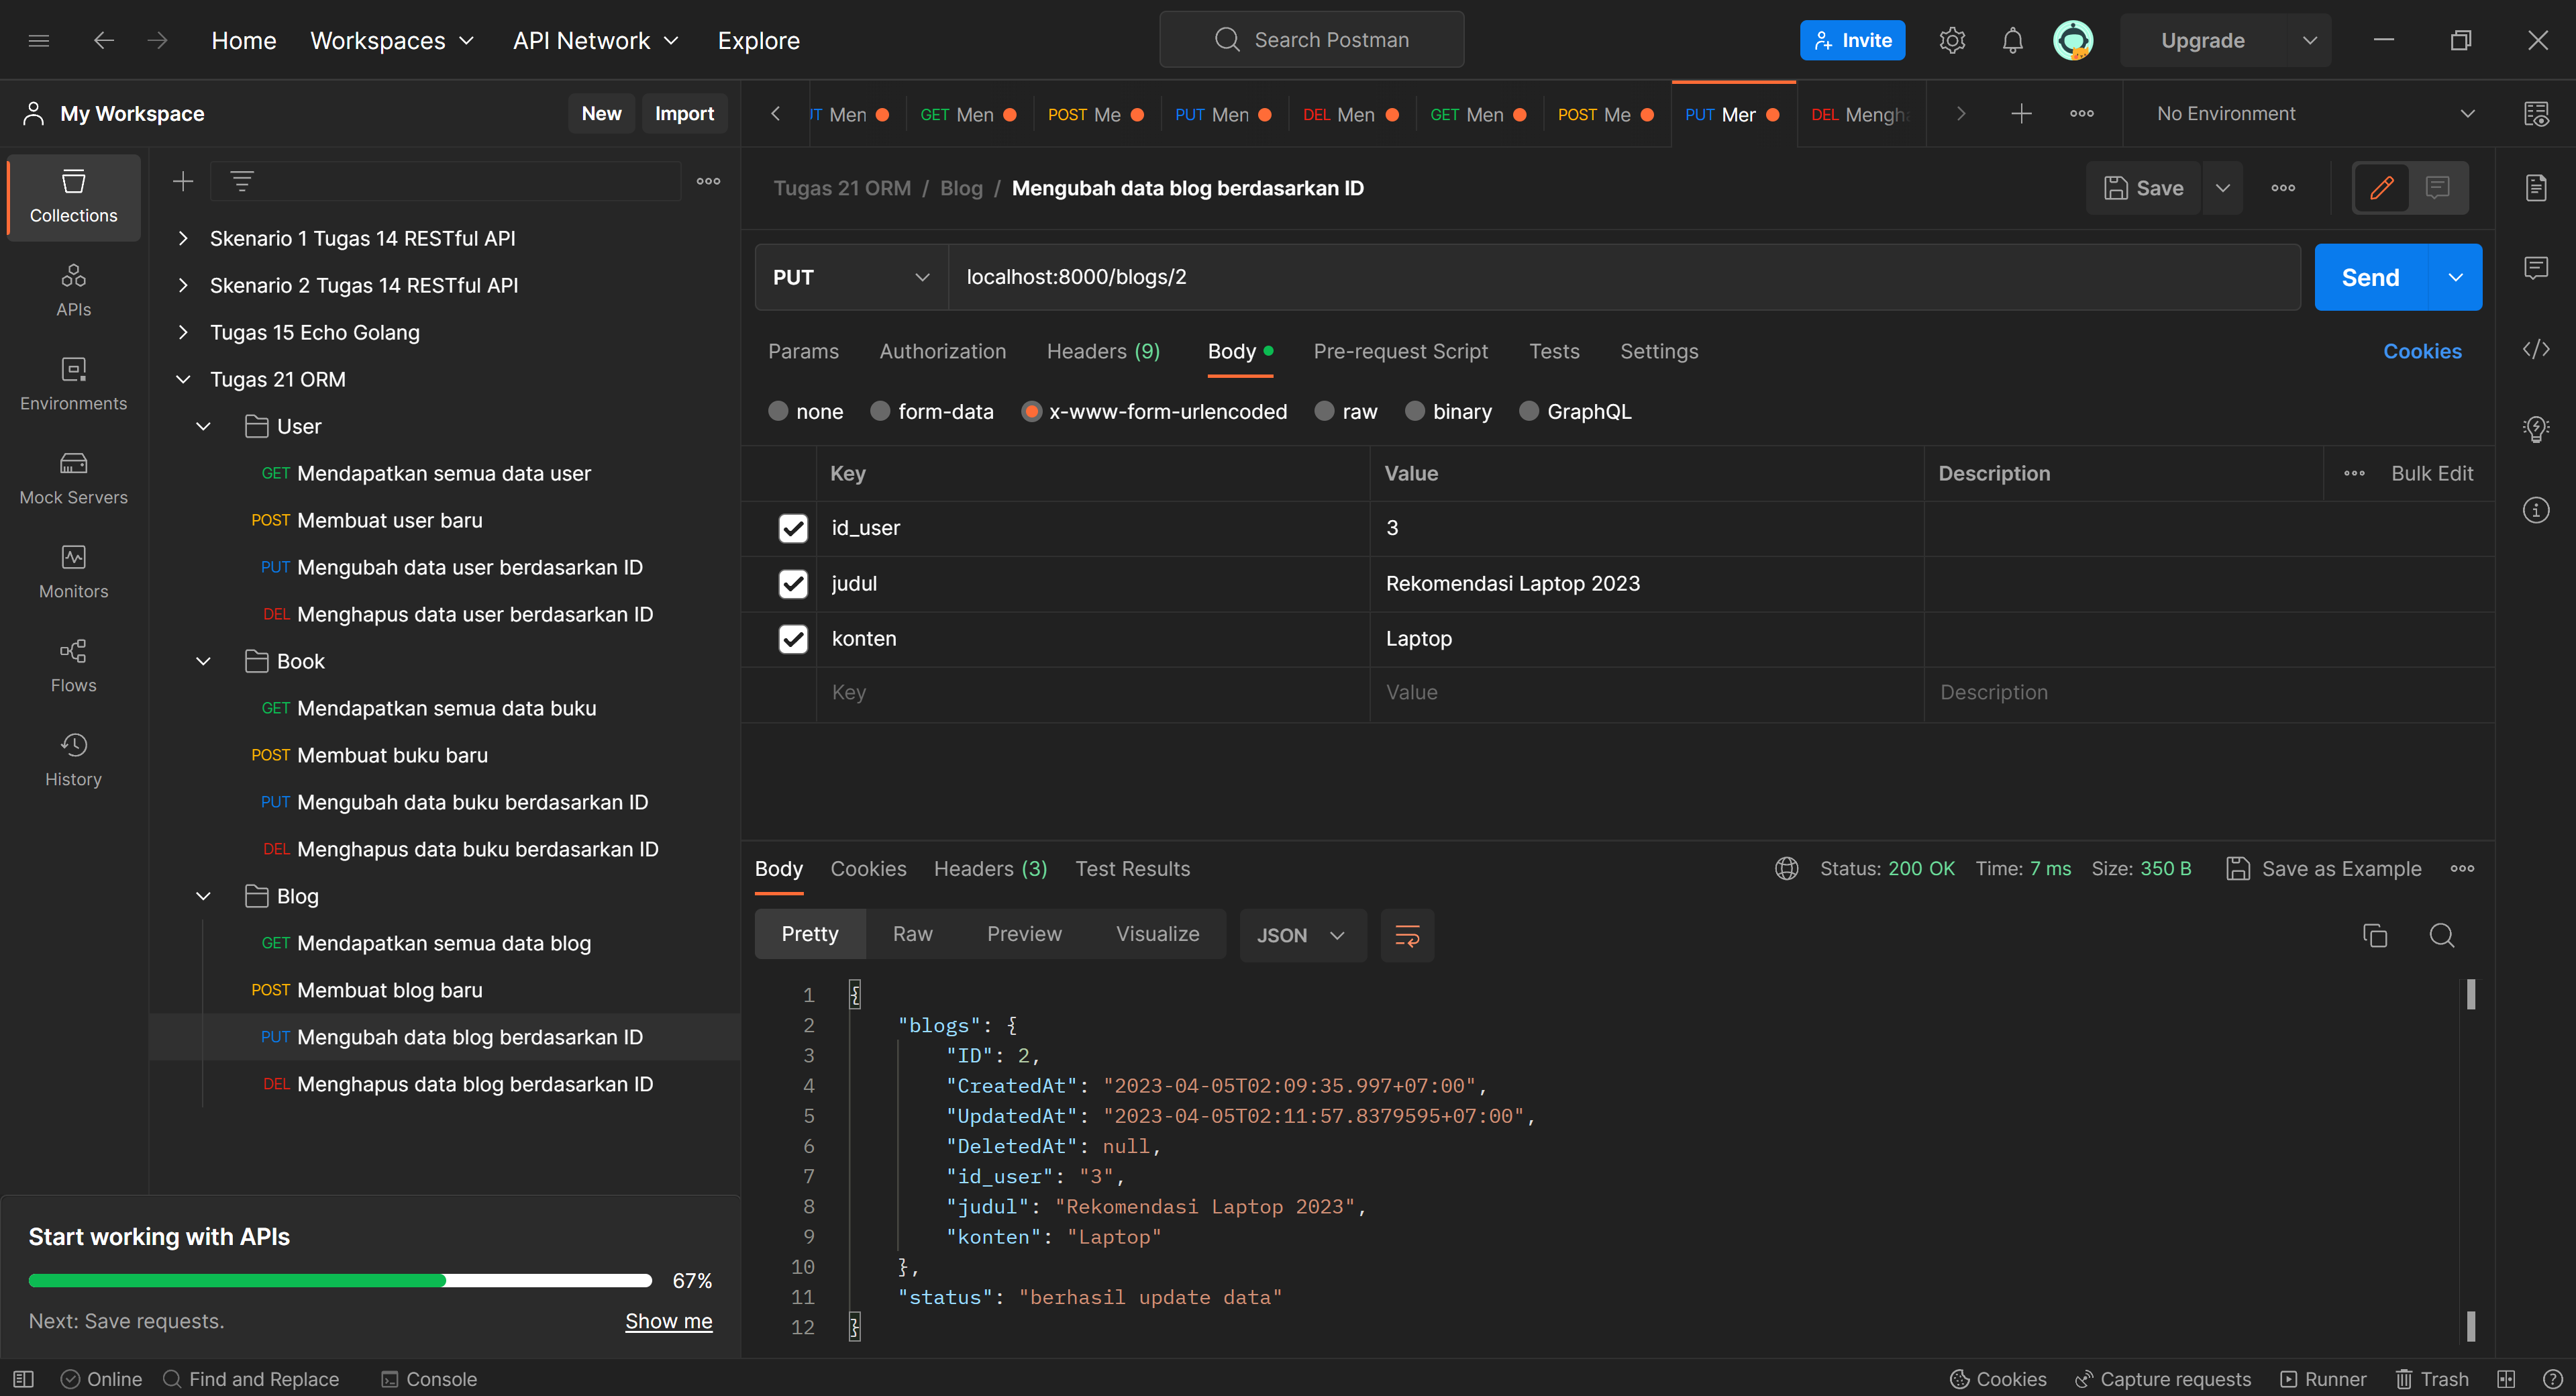 Home Workspaces API Network Explore Search Postman Invite Upgrade
My Workspace New Import
UT Men GET Men POST Me PUT Men DEL Men GET Men POST Me PUT Mer DEL Mengh No Environment
Collections
APIs
Environments
Mock Servers
Monitors
Flows
History
Skenario 1 Tugas 14 RESTful API
Skenario 2 Tugas 14 RESTful API
Tugas 15 Echo Golang
Tugas 21 ORM
User
GET Mendapatkan semua data user
POST Membuat user baru
PUT Mengubah data user berdasarkan ID
DEL Menghapus data user berdasarkan ID
Book
GET Mendapatkan semua data buku
POST Membuat buku baru
PUT Mengubah data buku berdasarkan ID
DEL Menghapus data buku berdasarkan ID
Blog
GET Mendapatkan semua data blog
POST Membuat blog baru
PUT Mengubah data blog berdasarkan ID
DEL Menghapus data blog berdasarkan ID
Start working with APIs
67%
Next: Save requests. Show me
Tugas 21 ORM / Blog / Mengubah data blog berdasarkan ID Save
PUT localhost:8000/blogs/2 Send
Params Authorization Headers (9) Body Pre-request Script Tests Settings Cookies
none form-data x-www-form-urlencoded raw binary GraphQL
Key Value Description Bulk Edit
id_user 3
judul Rekomendasi Laptop 2023
konten Laptop
Key Value Description
Body Cookies Headers (3) Test Results Status: 200 OK Time: 7 ms Size: 350 B Save as Example
Pretty Raw Preview Visualize JSON
1 {
2 "blogs": {
3 "ID": 2,
4 "CreatedAt": "2023-04-05T02:09:35.997+07:00",
5 "UpdatedAt": "2023-04-05T02:11:57.8379595+07:00",
6 "DeletedAt": null,
7 "id_user": "3",
8 "judul": "Rekomendasi Laptop 2023",
9 "konten": "Laptop"
10 },
11 "status": "berhasil update data"
12 }
Online Find and Replace Console Cookies Capture requests Runner Trash